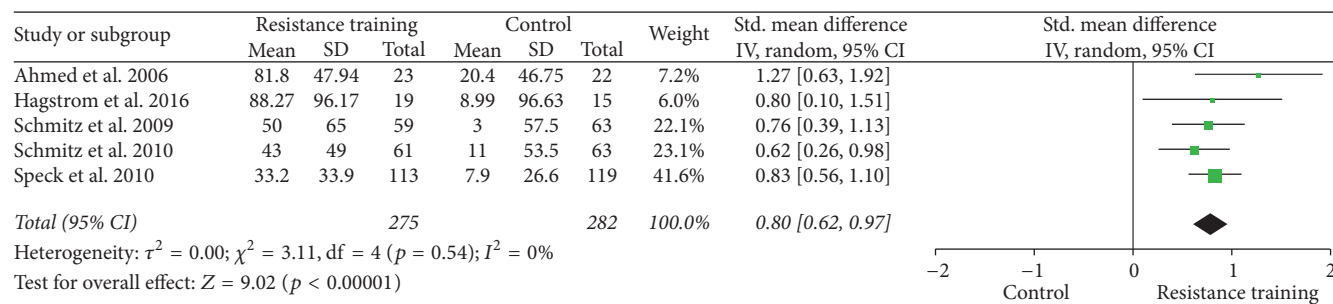 Study or subgroup Resistance training Control Weight Std. mean difference Std. mean difference
Mean SD Total Mean SD Total IV, random, 95% CI IV, random, 95% CI
Ahmed et al. 2006 81.8 47.94 23 20.4 46.75 22 7.2% 1.27 [0.63, 1.92]
Hagstrom et al. 2016 88.27 96.17 19 8.99 96.63 15 6.0% 0.80 [0.10, 1.51]
Schmitz et al. 2009 50 65 59 3 57.5 63 22.1% 0.76 [0.39, 1.13]
Schmitz et al. 2010 43 49 61 11 53.5 63 23.1% 0.62 [0.26, 0.98]
Speck et al. 2010 33.2 33.9 113 7.9 26.6 119 41.6% 0.83 [0.56, 1.10]
Total (95% CI) 275 282 100.0% 0.80 [0.62, 0.97]
Heterogeneity: τ² = 0.00; χ² = 3.11, df = 4 (p = 0.54); I² = 0%
Test for overall effect: Z = 9.02 (p < 0.00001)
−2 −1 0 1 2
Control Resistance training